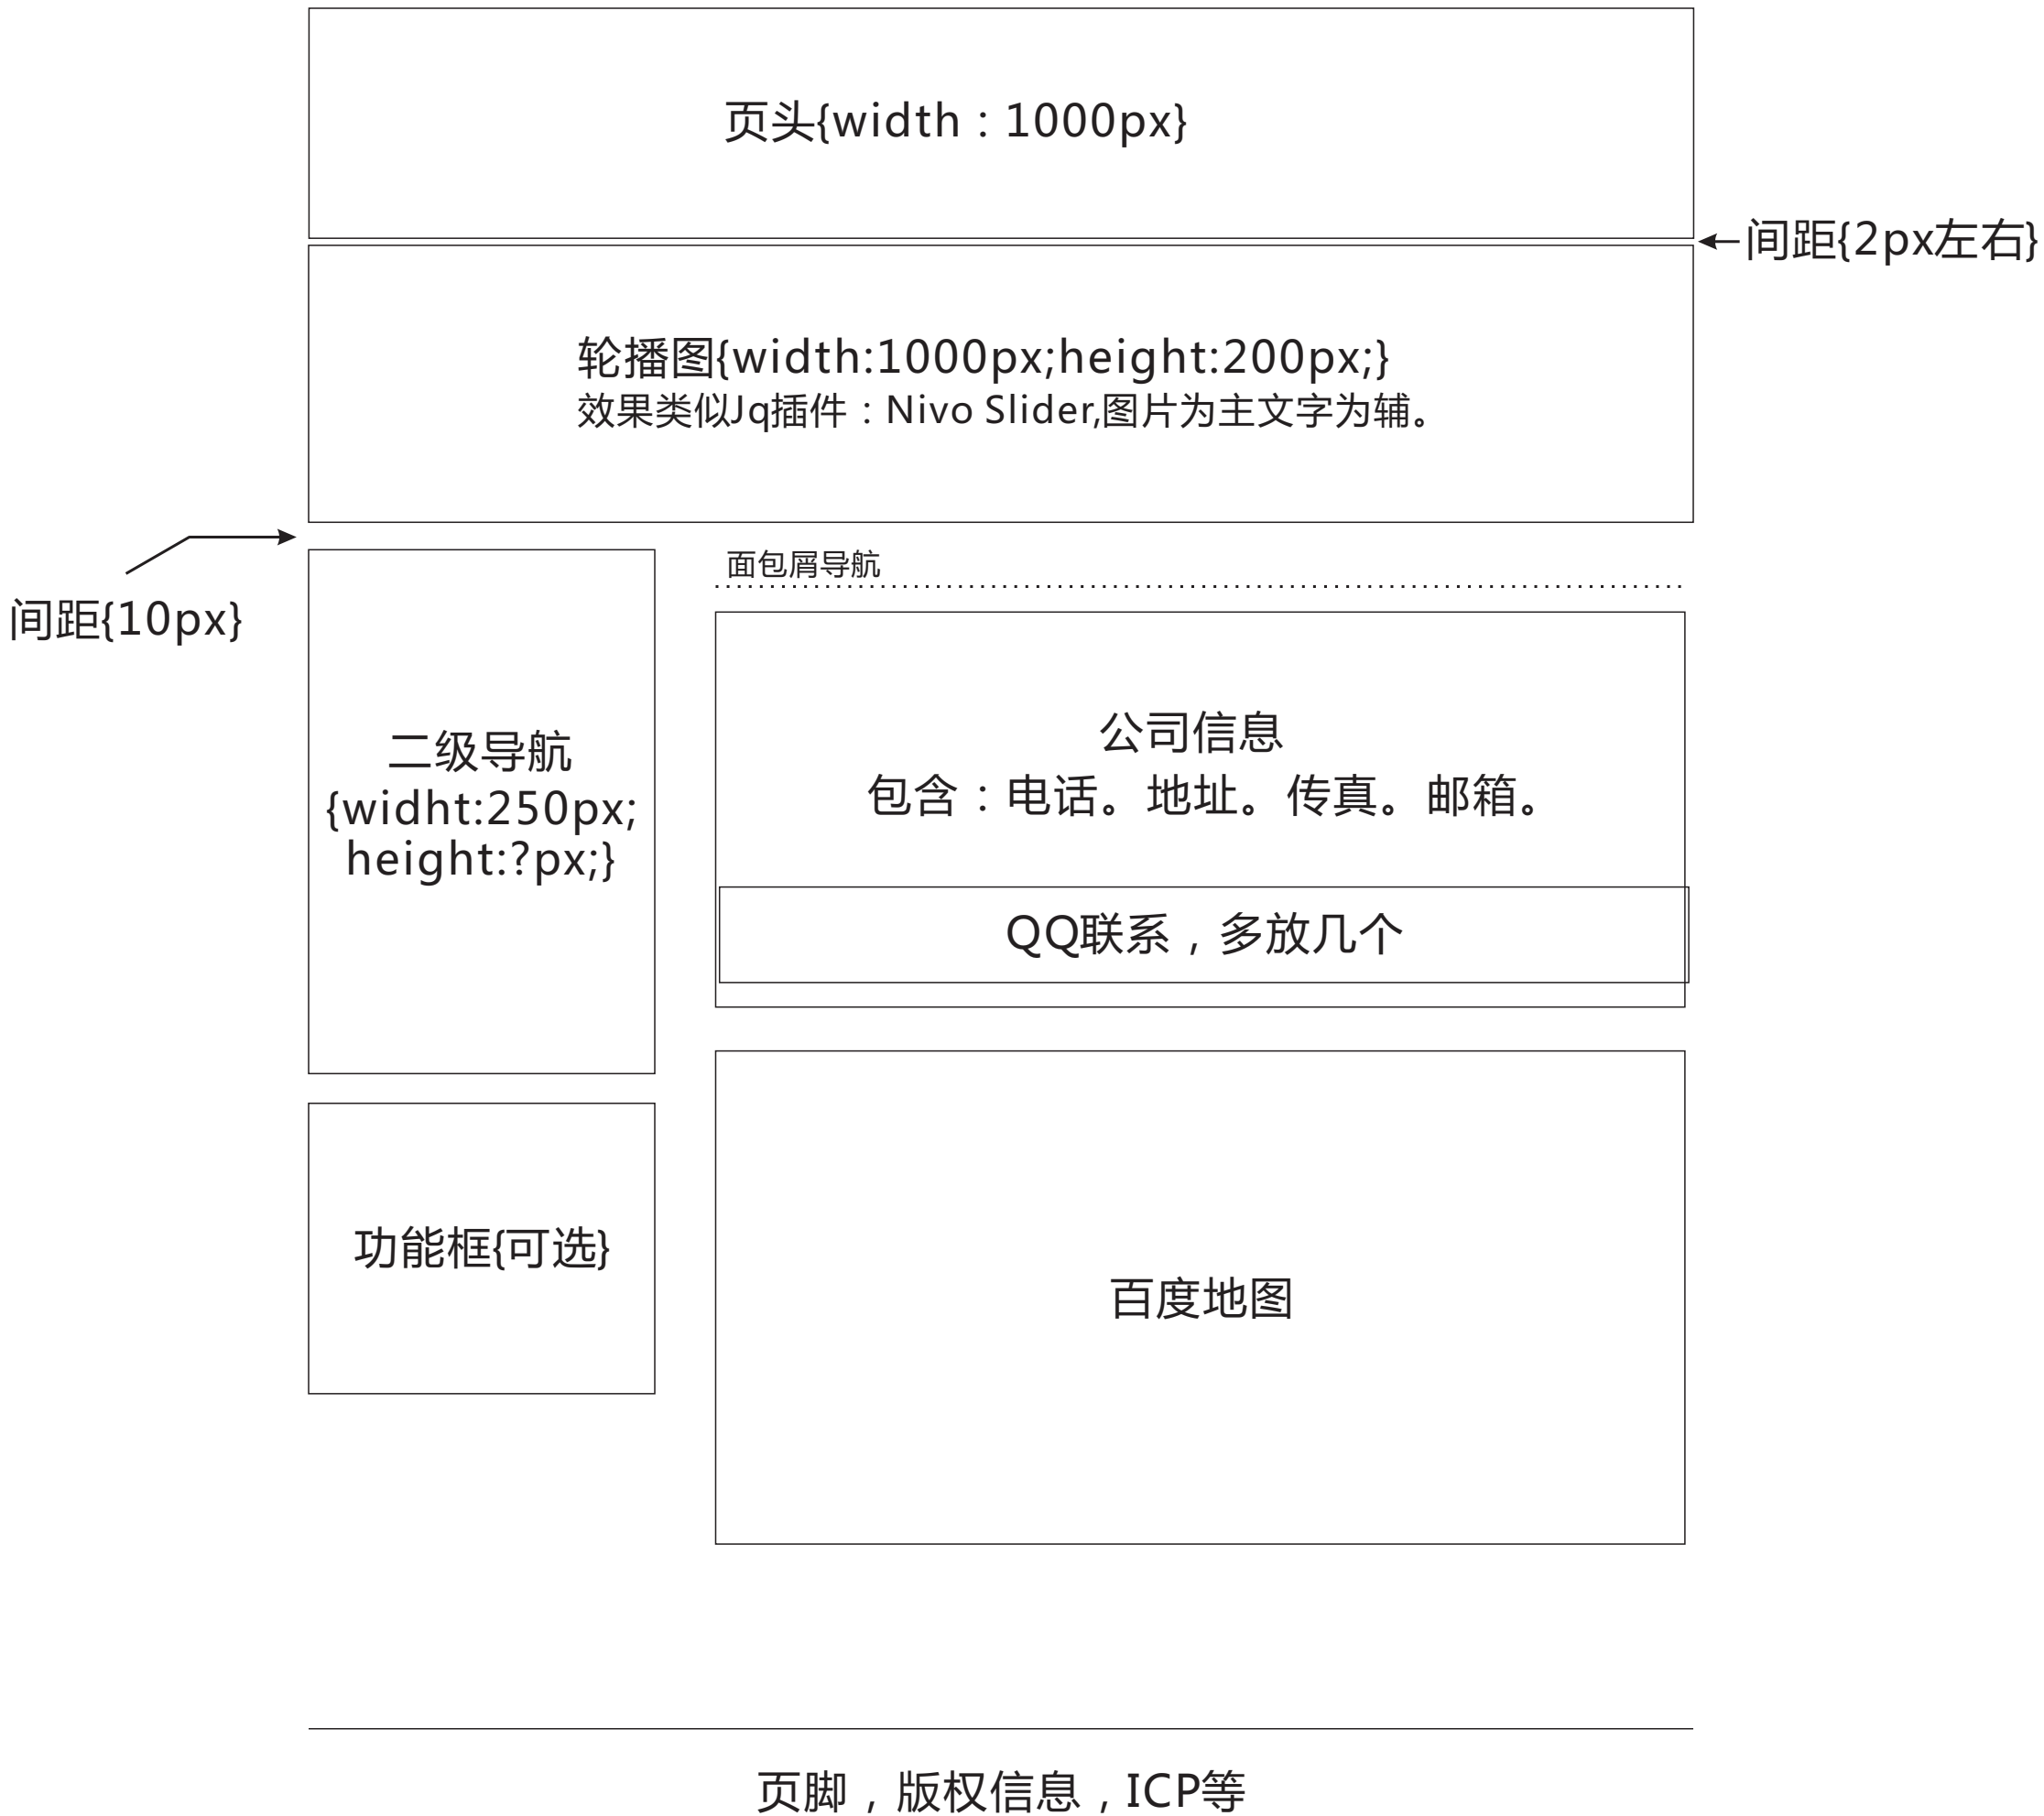 页头{width：1000px}
间距{2px左右}
轮播图{width:1000px;height:200px;}
效果类似Jq插件：Nivo Slider,图片为主文字为辅。
间距{10px}
面包屑导航
二级导航
{widht:250px;
height:?px;}
公司信息
包含：电话。地址。传真。邮箱。
QQ联系，多放几个
功能框{可选}
百度地图
页脚，版权信息，ICP等